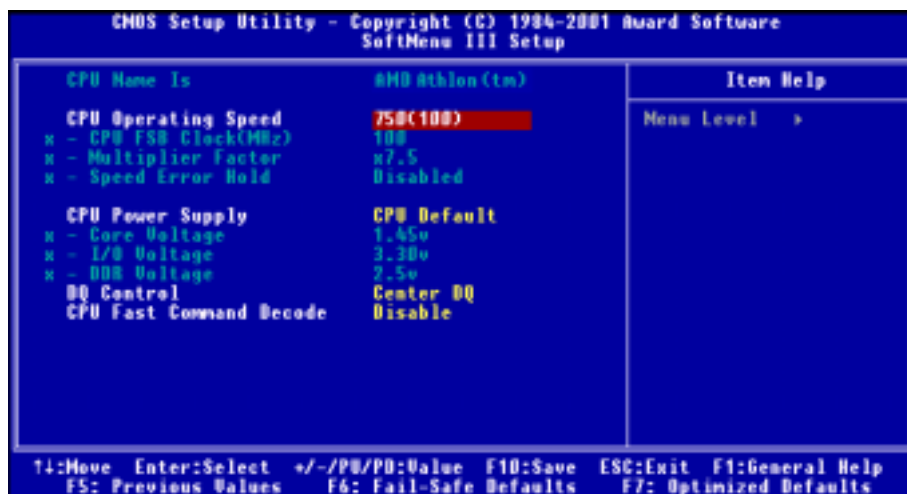 CMOS Setup Utility - Copyright (C) 1984-2001 Award Software
SoftMenu III Setup
CPU Name Is AMD Athlon(tm)
Item Help
CPU Operating Speed 750(100)
Menu Level ▸
x - CPU FSB Clock(MHz) 100
x - Multiplier Factor x7.5
x - Speed Error Hold Disabled
CPU Power Supply CPU Default
x - Core Voltage 1.45v
x - I/O Voltage 3.30v
x - DDR Voltage 2.5v
DQ Control Center DQ
CPU Fast Command Decode Disable
↑↓:Move Enter:Select +/-/PU/PD:Value F10:Save ESC:Exit F1:General Help
F5: Previous Values F6: Fail-Safe Defaults F7: Optimized Defaults